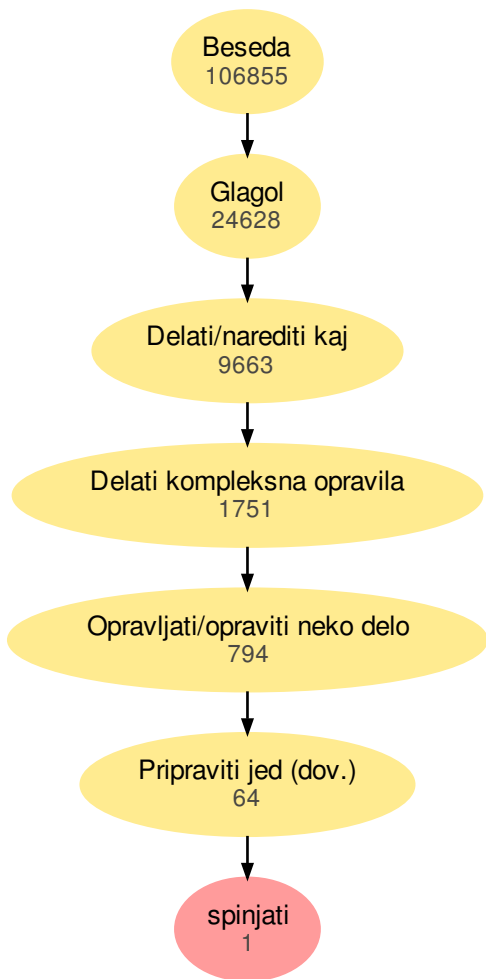 Beseda
106855
Glagol
24628
Delati/narediti kaj
9663
Delati kompleksna opravila
1751
Opravljati/opraviti neko delo
794
Pripraviti jed (dov.)
64
spinjati
1